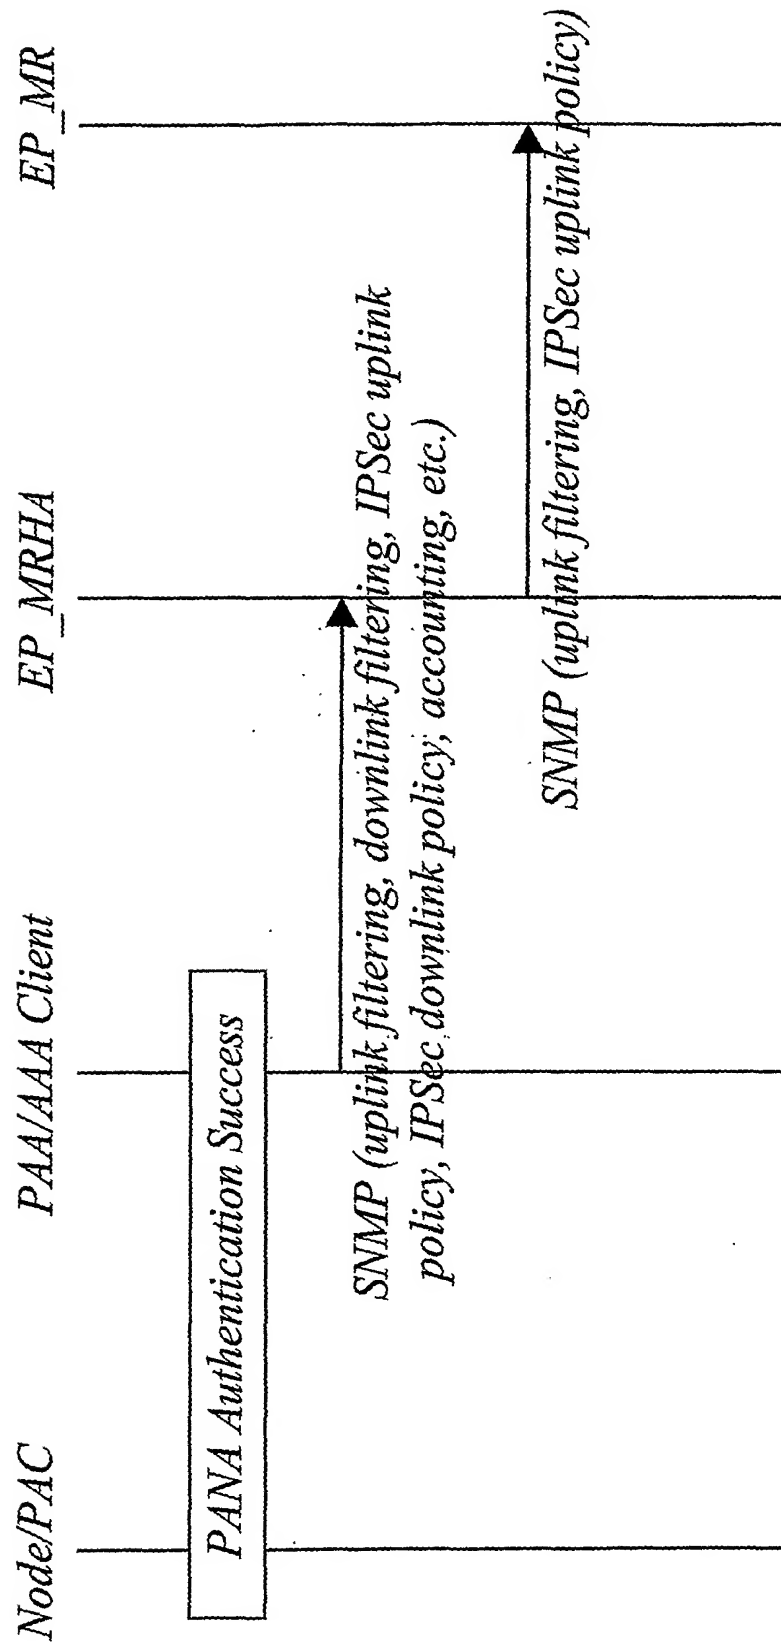 Node/PAC
PAA/AAA Client
EP_MRHA
EP_MR
PANA Authentication Success
SNMP (uplink filtering, downlink filtering, IPSec uplink
policy, IPSec downlink policy, accounting, etc.)
SNMP (uplink filtering, IPSec uplink policy)